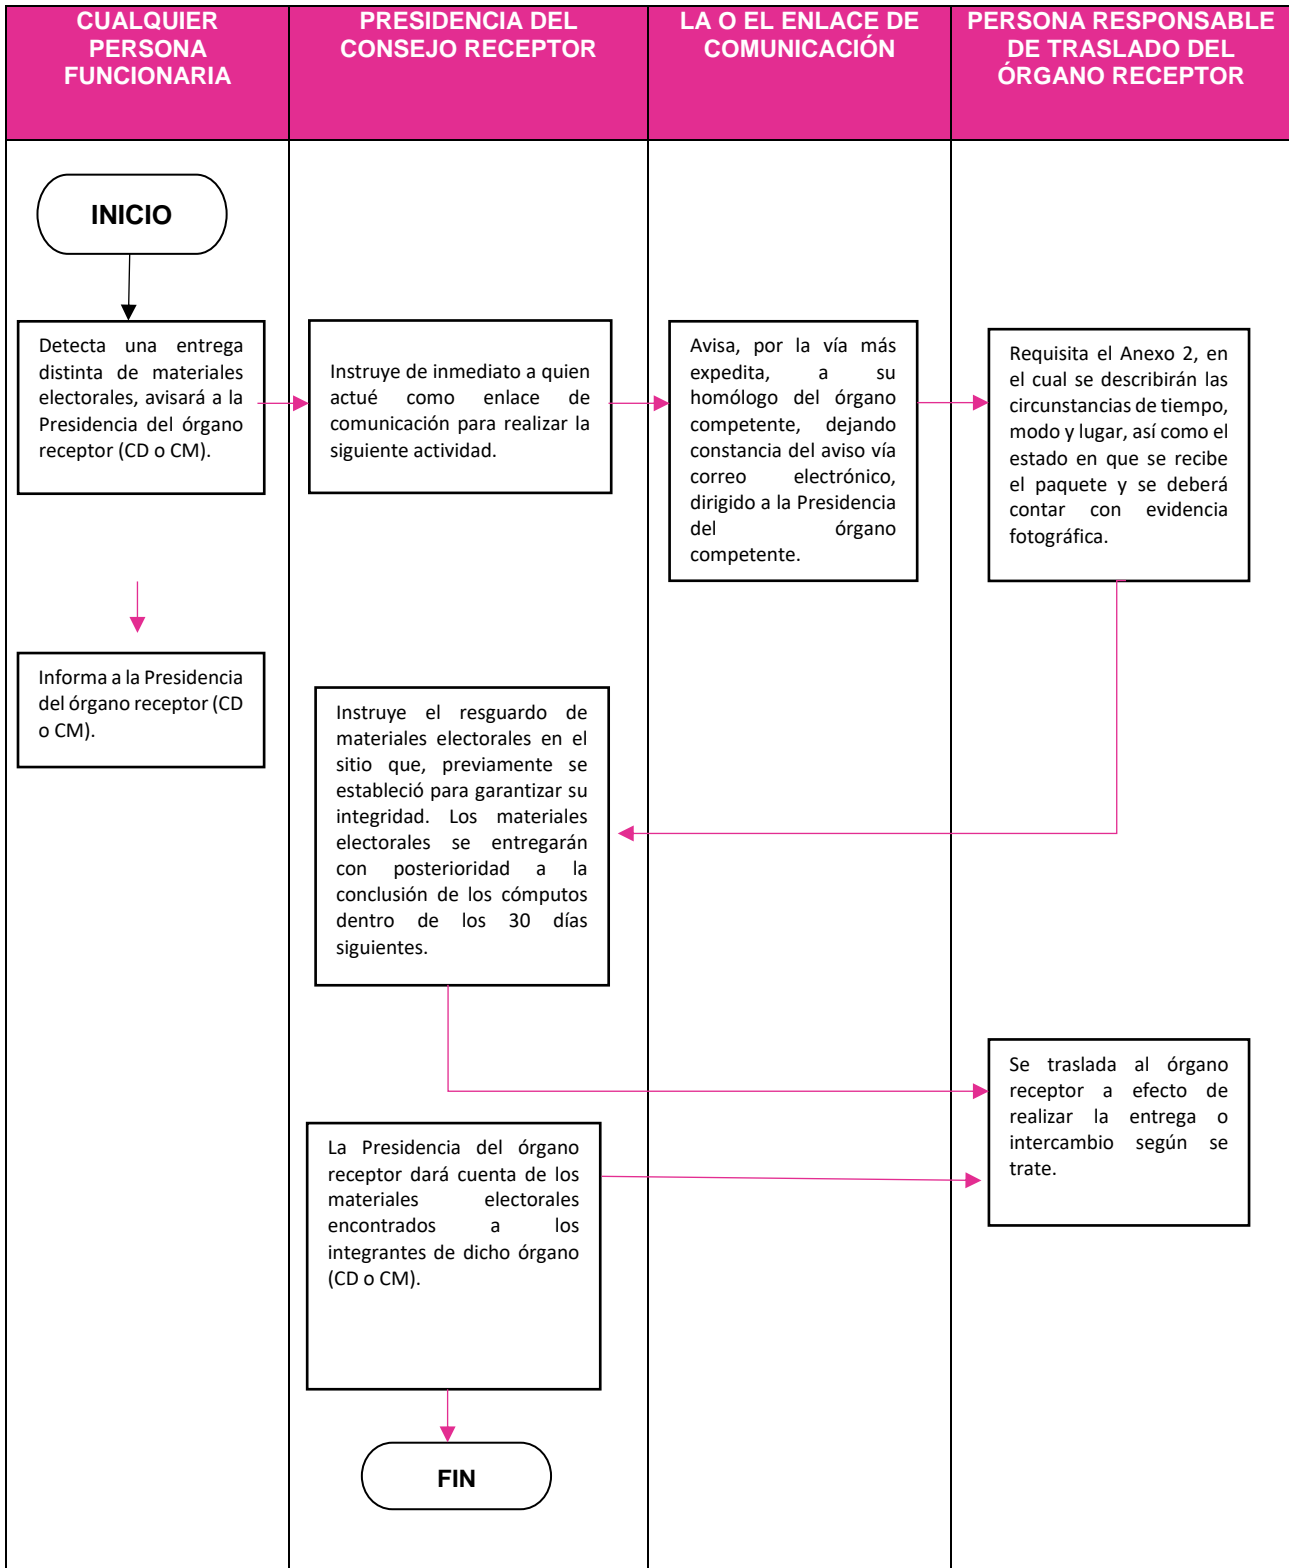 CUALQUIER
PERSONA
FUNCIONARIA
PRESIDENCIA DEL
CONSEJO RECEPTOR
LA O EL ENLACE DE
COMUNICACIÓN
PERSONA RESPONSABLE
DE TRASLADO DEL
ÓRGANO RECEPTOR
INICIO
Detecta una entrega
distinta de materiales
electorales, avisará a la
Presidencia del órgano
receptor (CD o CM).
Instruye de inmediato a quien
actué como enlace de
comunicación para realizar la
siguiente actividad.
Avisa, por la vía más
expedita, a su
homólogo del órgano
competente, dejando
constancia del aviso vía
correo electrónico,
dirigido a la Presidencia
del órgano
competente.
Requisita el Anexo 2, en
el cual se describirán las
circunstancias de tiempo,
modo y lugar, así como el
estado en que se recibe
el paquete y se deberá
contar con evidencia
fotográfica.
Informa a la Presidencia
del órgano receptor (CD
o CM).
Instruye el resguardo de
materiales electorales en el
sitio que, previamente se
estableció para garantizar su
integridad. Los materiales
electorales se entregarán
con posterioridad a la
conclusión de los cómputos
dentro de los 30 días
siguientes.
Se traslada al órgano
receptor a efecto de
realizar la entrega o
intercambio según se
trate.
La Presidencia del órgano
receptor dará cuenta de los
materiales electorales
encontrados a los
integrantes de dicho órgano
(CD o CM).
FIN